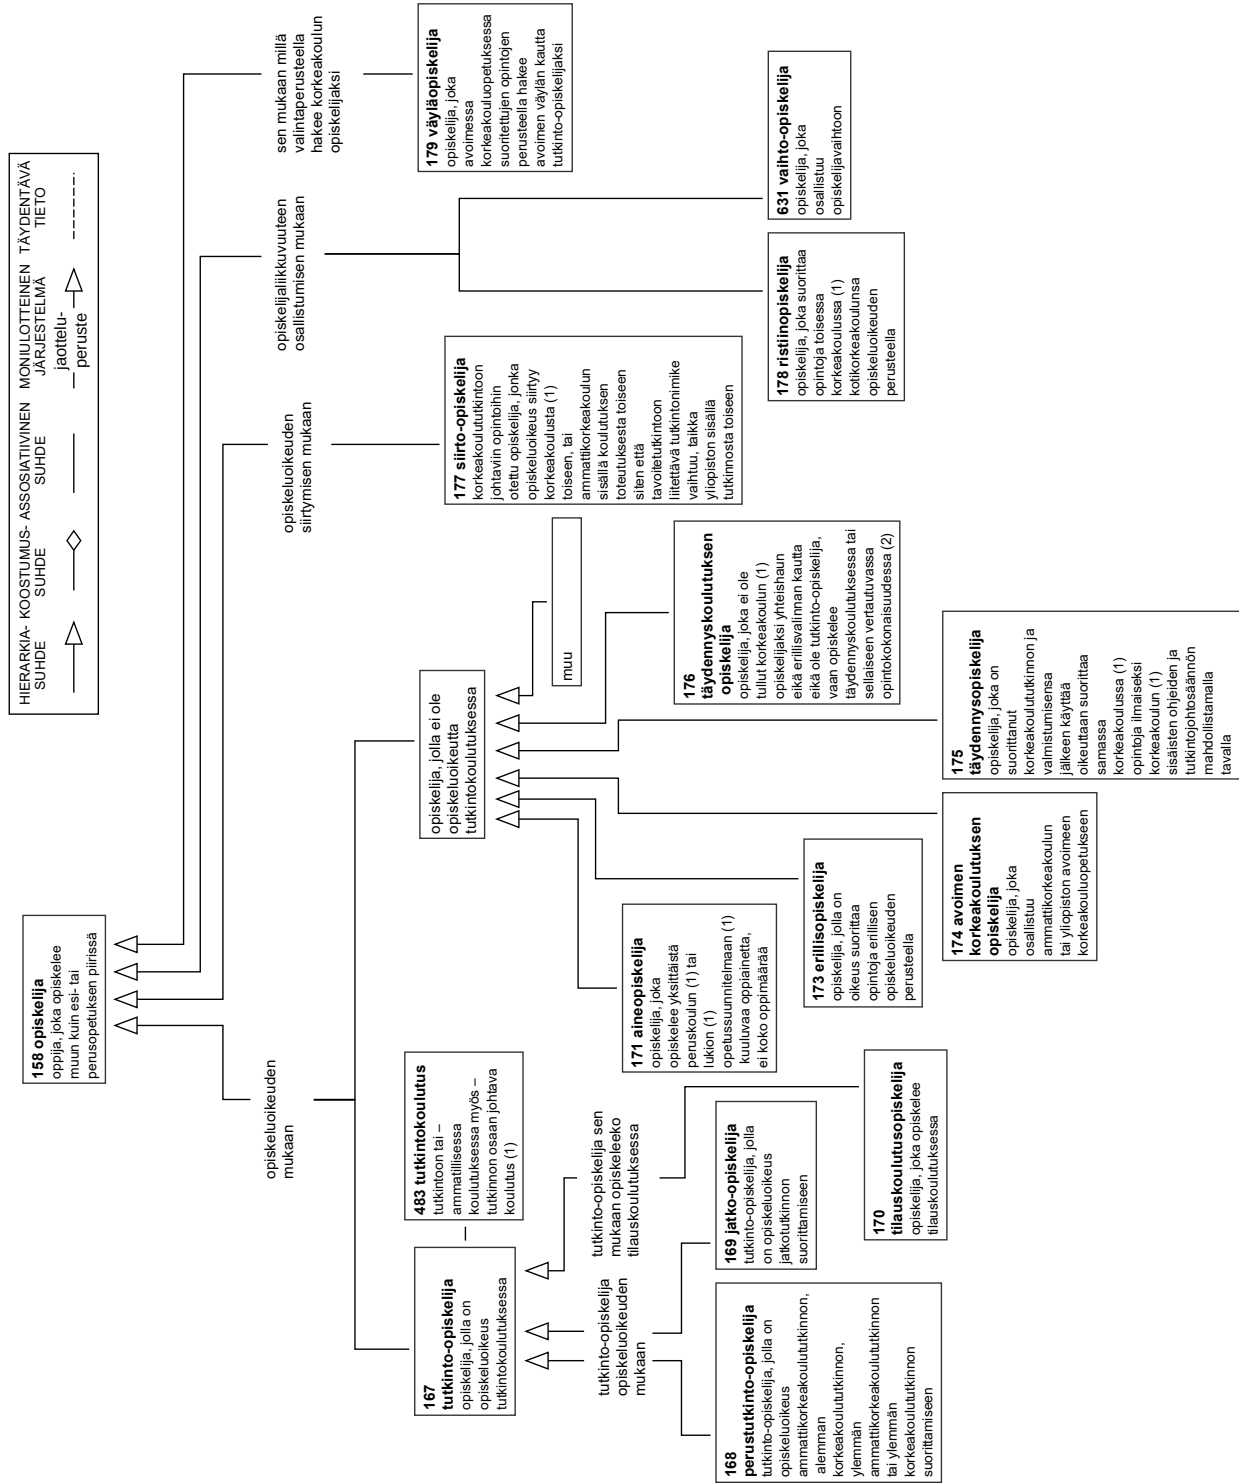 HIERARKIA-
SUHDE
KOOSTUMUS-
SUHDE
ASSOSIATIIVINEN
SUHDE
MONIULOTTEINEN
JÄRJESTELMÄ
jaottelu-
peruste
TÄYDENTÄVÄ
TIETO
158 opiskelija
oppija, joka opiskelee
muun kuin esi- tai
perusopetuksen piirissä
opiskeluoikeuden
mukaan
opiskeluoikeuden
siirtymisen mukaan
opiskelijaliikkuvuuteen
osallistumisen mukaan
sen mukaan millä
valintaperusteella
hakee korkeakoulun
opiskelijaksi
167
tutkinto-opiskelija
opiskelija, jolla on
opiskeluoikeus
tutkintokoulutuksessa
483 tutkintokoulutus
tutkintoon tai –
ammatillisessa
koulutuksessa myös –
tutkinnon osaan johtava
koulutus (1)
opiskelija, jolla ei ole
opiskeluoikeutta
tutkintokoulutuksessa
177 siirto-opiskelija
korkeakoulututkintoon
johtaviin opintoihin
otettu opiskelija, jonka
opiskeluoikeus siirtyy
korkeakoulusta (1)
toiseen, tai
ammattikorkeakoulun
sisällä koulutuksen
toteutuksesta toiseen
siten että
tavoitetutkintoon
liitettävä tutkintonimike
vaihtuu, taikka
yliopiston sisällä
tutkinnosta toiseen
179 väyläopiskelija
opiskelija, joka
avoimessa
korkeakouluopetuksessa
suoritettujen opintojen
perusteella hakee
avoimen väylän kautta
tutkinto-opiskelijaksi
tutkinto-opiskelija
opiskeluoikeuden
mukaan
tutkinto-opiskelija sen
mukaan opiskeleeko
tilauskoulutuksessa
171 aineopiskelija
opiskelija, joka
opiskelee yksittäistä
peruskoulun (1) tai
lukion (1)
opetussuunnitelmaan (1)
kuuluvaa oppiainetta,
ei koko oppimäärää
muu
168
perustutkinto-opiskelija
tutkinto-opiskelija, jolla on
opiskeluoikeus
ammattikorkeakoulututkinnon,
alemman
korkeakoulututkinnon,
ylemmän
ammattikorkeakoulututkinnon
tai ylemmän
korkeakoulututkinnon
suorittamiseen
169 jatko-opiskelija
tutkinto-opiskelija, jolla
on opiskeluoikeus
jatkotutkinnon
suorittamiseen
170
tilauskoulutusopiskelija
opiskelija, joka opiskelee
tilauskoulutuksessa
173 erillisopiskelija
opiskelija, jolla on
oikeus suorittaa
opintoja erillisen
opiskeluoikeuden
perusteella
174 avoimen
korkeakoulutuksen
opiskelija
opiskelija, joka
osallistuu
ammattikorkeakoulun
tai yliopiston avoimeen
korkeakouluopetukseen
175
täydennysopiskelija
opiskelija, joka on
suorittanut
korkeakoulututkinnon ja
valmistumisensa
jälkeen käyttää
oikeuttaan suorittaa
samassa
korkeakoulussa (1)
opintoja ilmaiseksi
korkeakoulun (1)
sisäisten ohjeiden ja
tutkintojohtosäännön
mahdollistamalla
tavalla
176
täydennyskoulutuksen
opiskelija
opiskelija, joka ei ole
tullut korkeakoulun (1)
opiskelijaksi yhteishaun
eikä erillisvalinnan kautta
eikä ole tutkinto-opiskelija,
vaan opiskelee
täydennyskoulutuksessa tai
sellaiseen vertautuvassa
opintokokonaisuudessa (2)
178 ristiinopiskelija
opiskelija, joka suorittaa
opintoja toisessa
korkeakoulussa (1)
kotikorkeakoulunsa
opiskeluoikeuden
perusteella
631 vaihto-opiskelija
opiskelija, joka
osallistuu
opiskelijavaihtoon